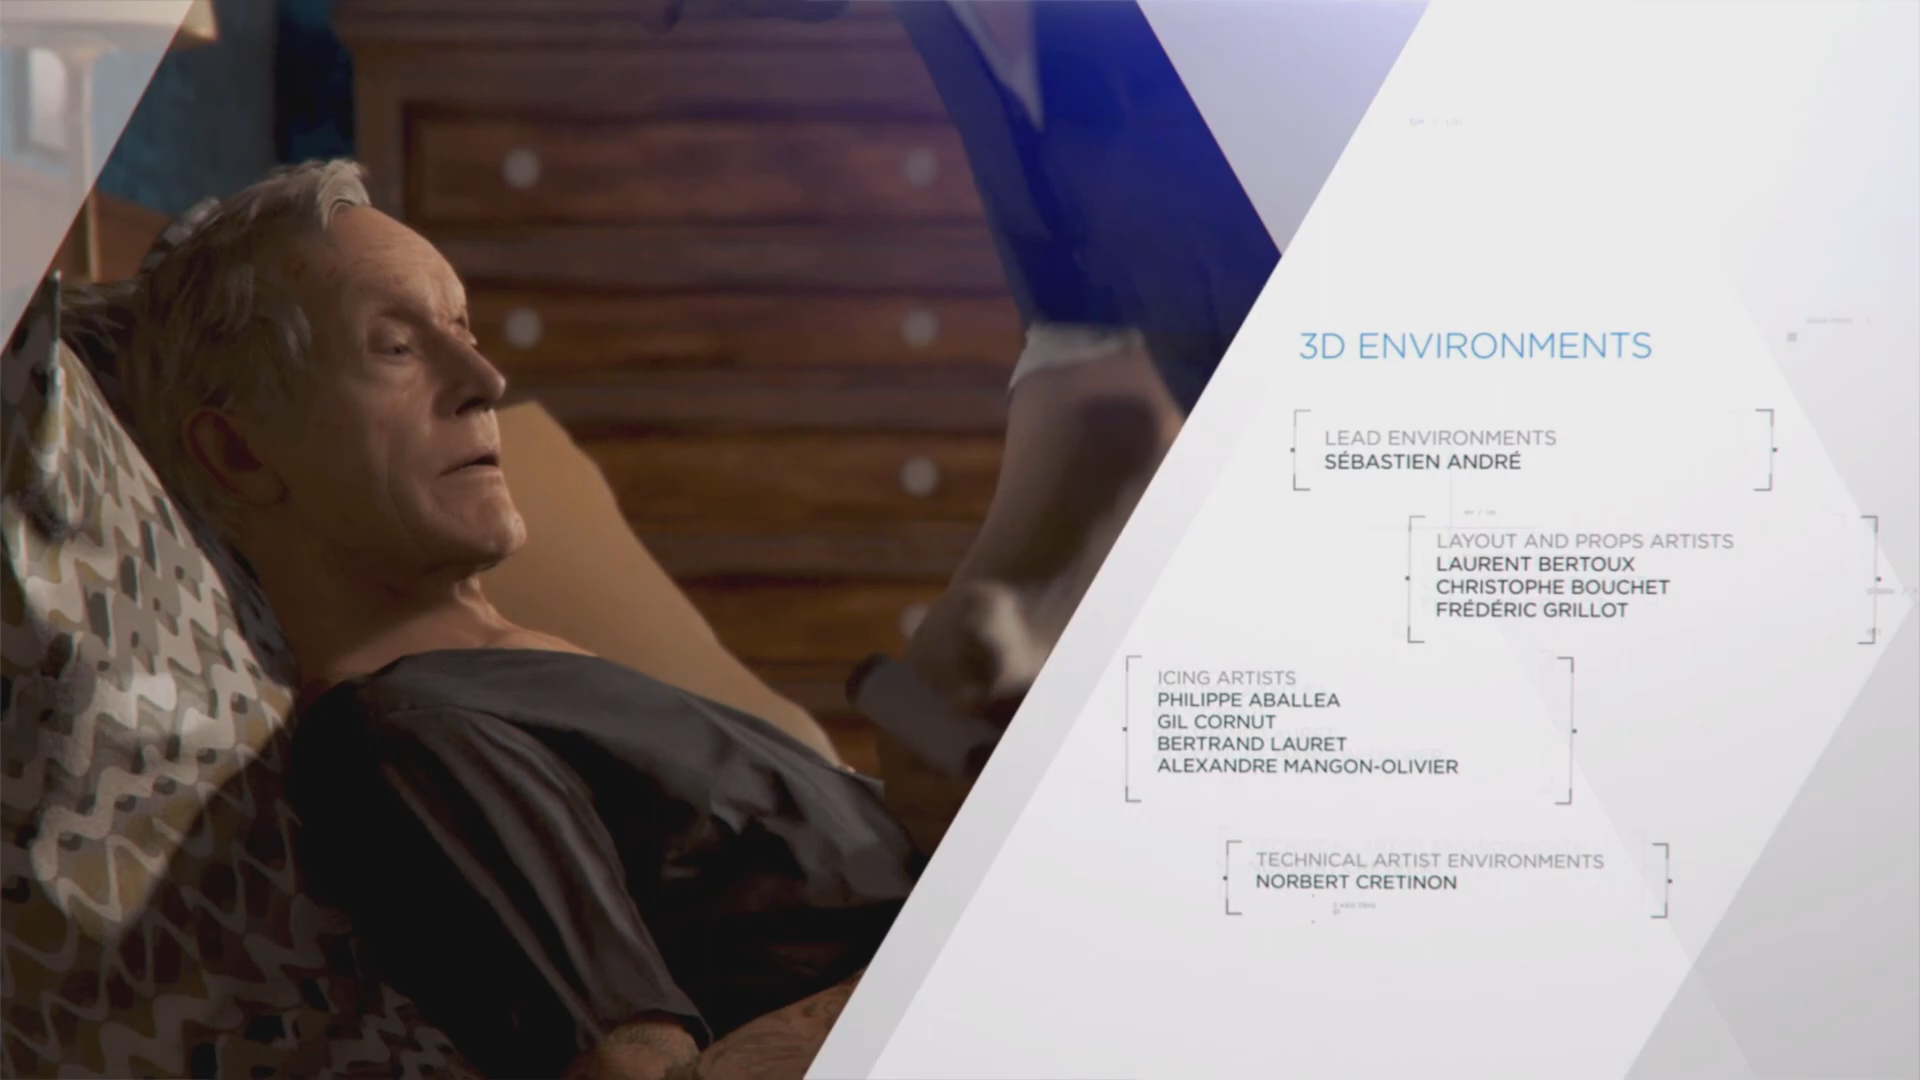 3D ENVIRONMENTS
LEAD ENVIRONMENTS
SÉBASTIEN ANDRÉ
LAYOUT AND PROPS ARTISTS
LAURENT BERTOUX
CHRISTOPHE BOUCHET
FRÉDÉRIC GRILLOT
ICING ARTISTS
PHILIPPE ABALLEA
GIL CORNUT
BERTRAND LAURET
ALEXANDRE MANGON-OLIVIER
TECHNICAL ARTIST ENVIRONMENTS
NORBERT CRETINON